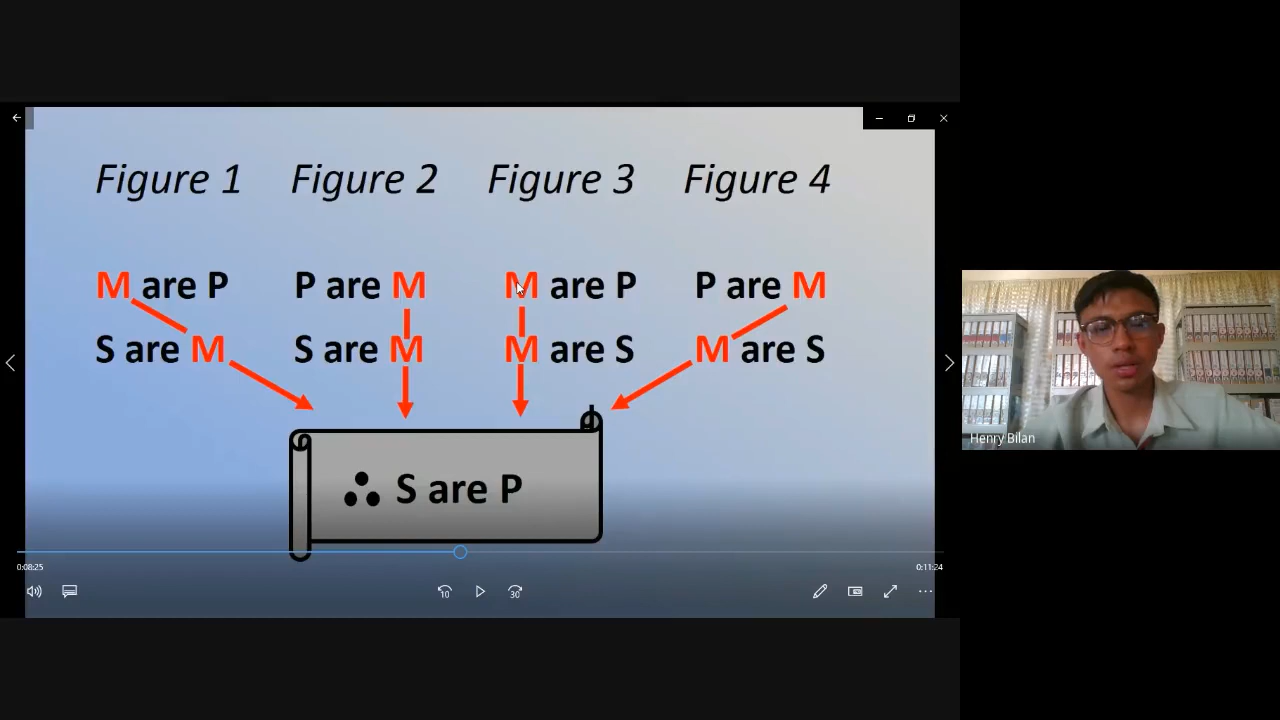 Figure 1 Figure 2 Figure 3 Figure 4
M are P P are M M are P P are M
S are M S are M M are S M are S
∴ S are P
Henry Bilan
0:08:25 0:11:24
10 30